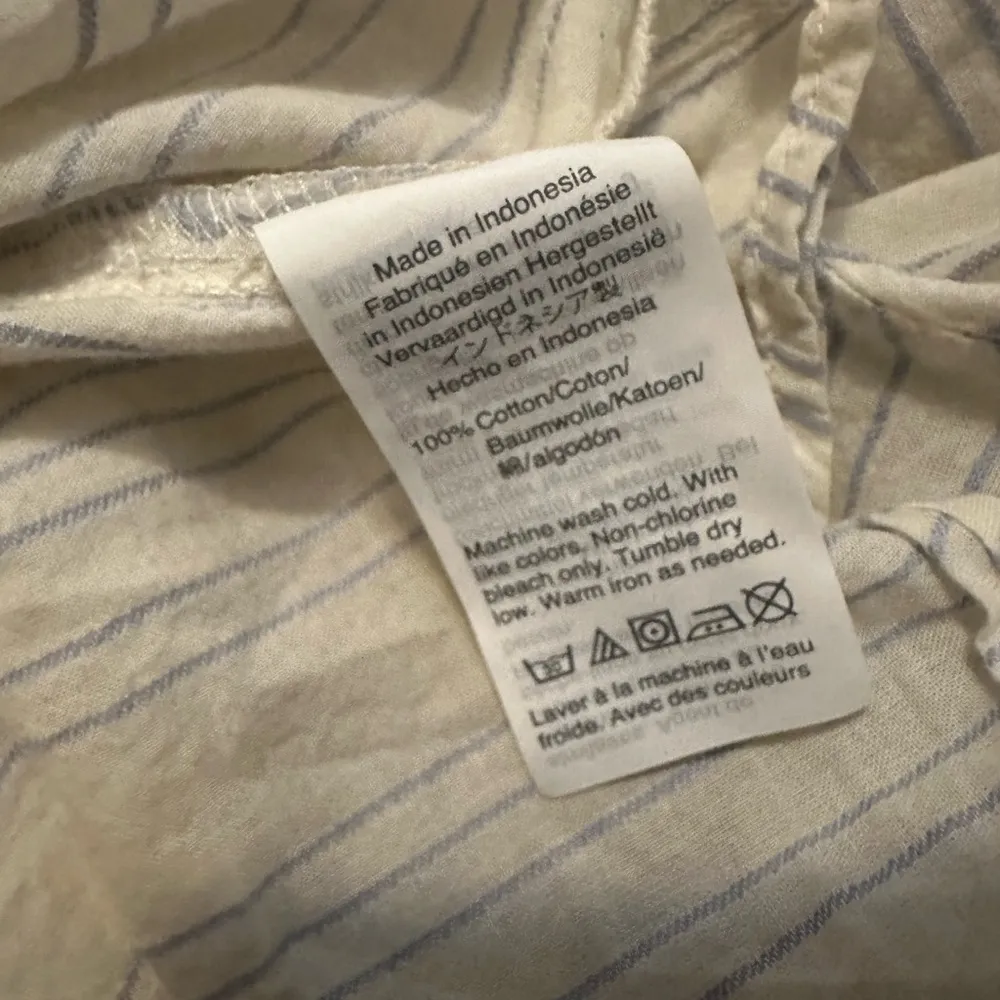 Made in Indonesia
Fabriqué en Indonésie
in Indonesien Hergestellt
Vervaardigd in Indonesië
インドネシア製
Hecho en Indonesia
100% Cotton/Coton/
Baumwolle/Katoen/
綿/algodón
Machine wash cold. With
like colors. Non-chlorine
bleach only. Tumble dry
low. Warm iron as needed.
Laver à la machine à l'eau
froide. Avec des couleurs